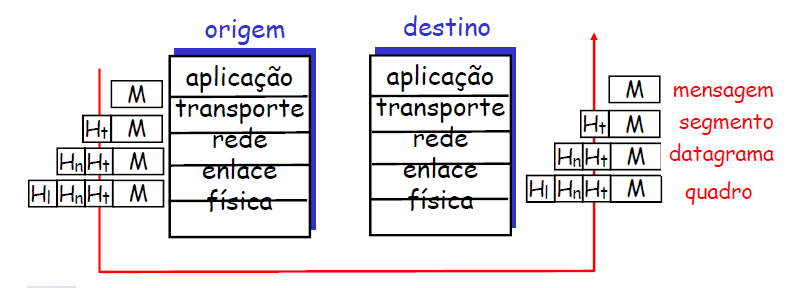 origem destino
M aplicação aplicação M mensagem
Ht M transporte transporte Ht M segmento
Hn Ht M rede rede Hn Ht M datagrama
Hl Hn Ht M enlace enlace Hl Hn Ht M quadro
física física